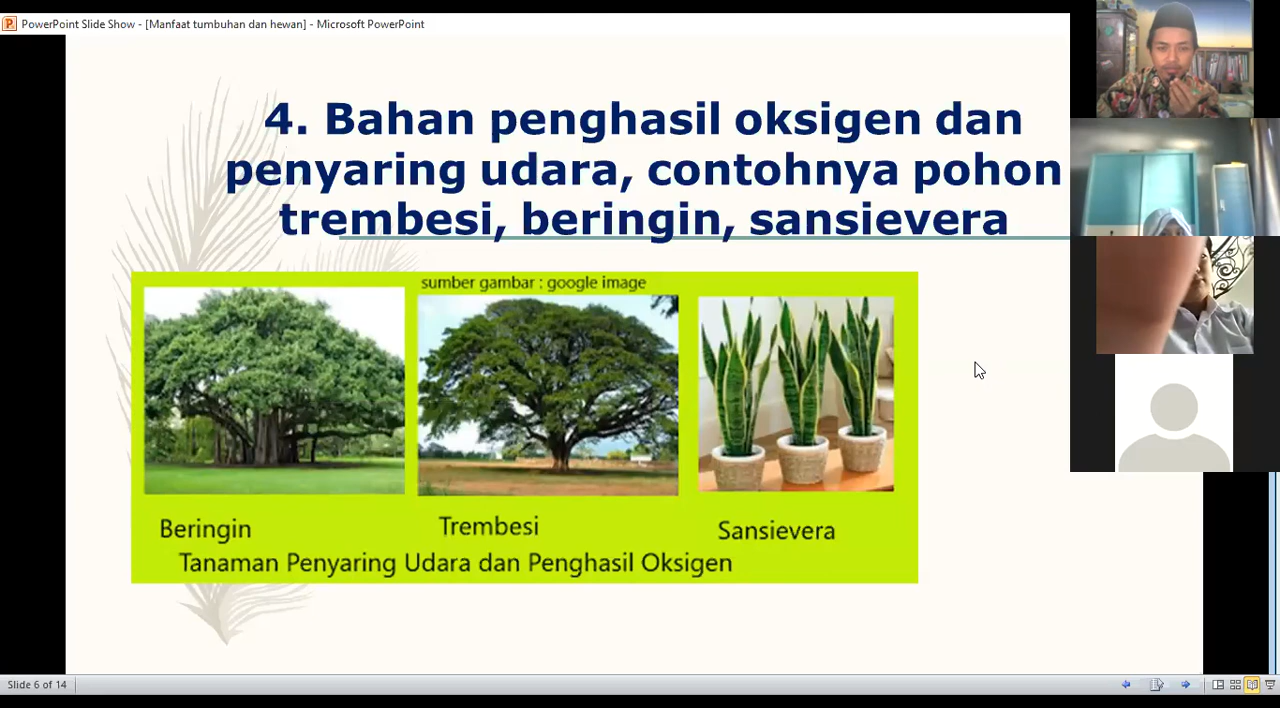 PowerPoint Slide Show - [Manfaat tumbuhan dan hewan] - Microsoft PowerPoint
4. Bahan penghasil oksigen dan
penyaring udara, contohnya pohon
trembesi, beringin, sansievera
sumber gambar : google image
Beringin
Trembesi
Sansievera
Tanaman Penyaring Udara dan Penghasil Oksigen
Slide 6 of 14